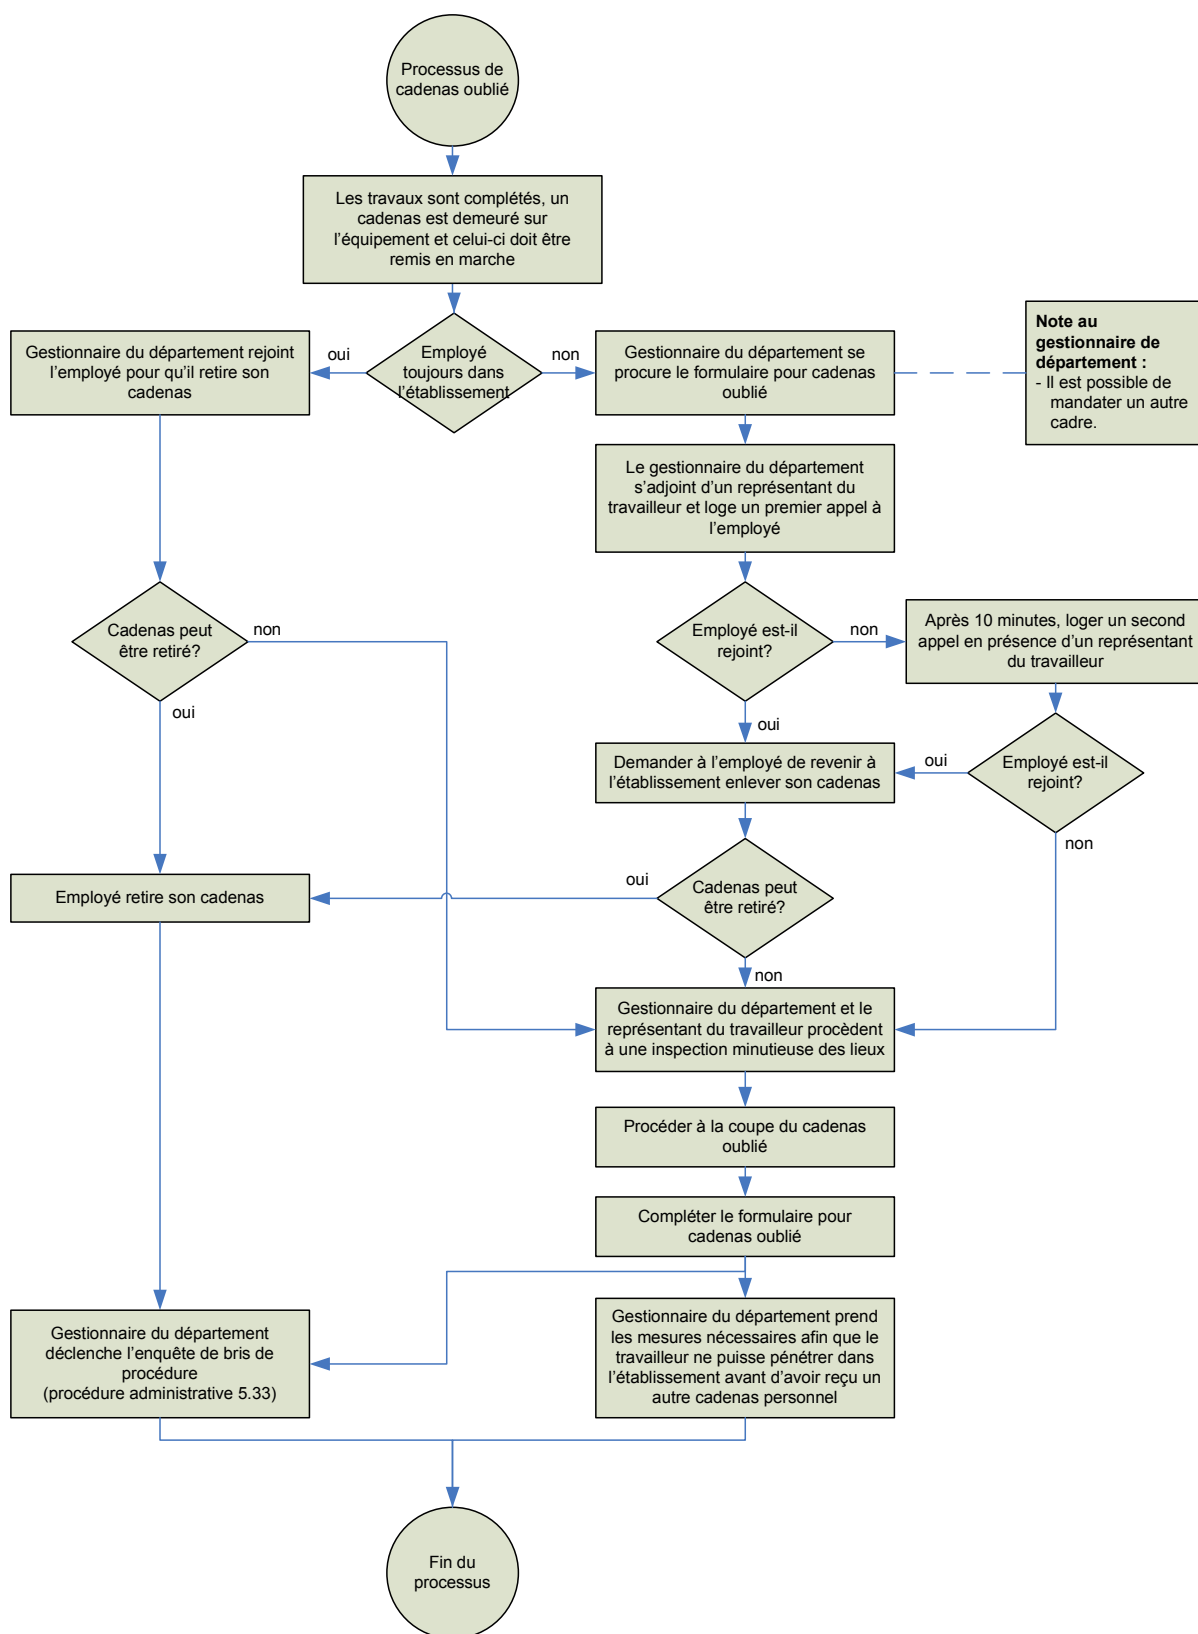 Processus de
cadenas oublié
Les travaux sont complétés, un
cadenas est demeuré sur
l’équipement et celui-ci doit être
remis en marche
Employé
toujours dans
l’établissement
oui
non
Gestionnaire du département rejoint
l’employé pour qu’il retire son
cadenas
Gestionnaire du département se
procure le formulaire pour cadenas
oublié
Note au
gestionnaire de
département :
- Il est possible de
mandater un autre
cadre.
Le gestionnaire du département
s’adjoint d’un représentant du
travailleur et loge un premier appel à
l’employé
Cadenas peut
être retiré?
non
oui
Employé est-il
rejoint?
non
oui
Après 10 minutes, loger un second
appel en présence d’un représentant
du travailleur
Demander à l’employé de revenir à
l’établissement enlever son cadenas
oui
Employé est-il
rejoint?
non
Employé retire son cadenas
oui
Cadenas peut
être retiré?
non
Gestionnaire du département et le
représentant du travailleur procèdent
à une inspection minutieuse des lieux
Procéder à la coupe du cadenas
oublié
Compléter le formulaire pour
cadenas oublié
Gestionnaire du département
déclenche l’enquête de bris de
procédure
(procédure administrative 5.33)
Gestionnaire du département prend
les mesures nécessaires afin que le
travailleur ne puisse pénétrer dans
l’établissement avant d’avoir reçu un
autre cadenas personnel
Fin du
processus